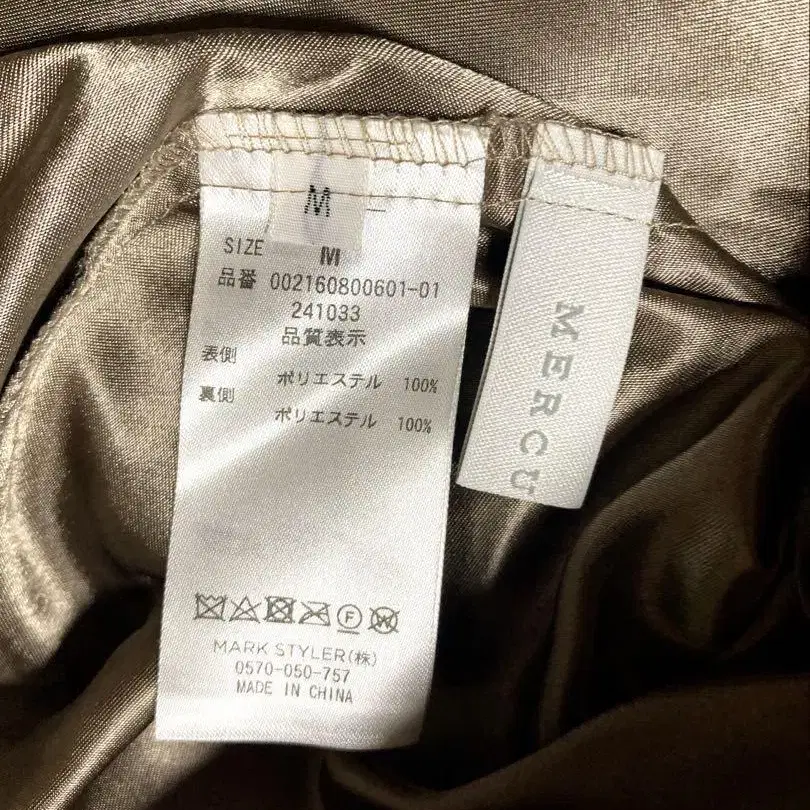 M
SIZE M
品番 002160800601-01
241033
品質表示
表側
ポリエステル 100%
裏側
ポリエステル 100%
F
W
MARK STYLER(株)
0570-050-757
MADE IN CHINA
MERCU